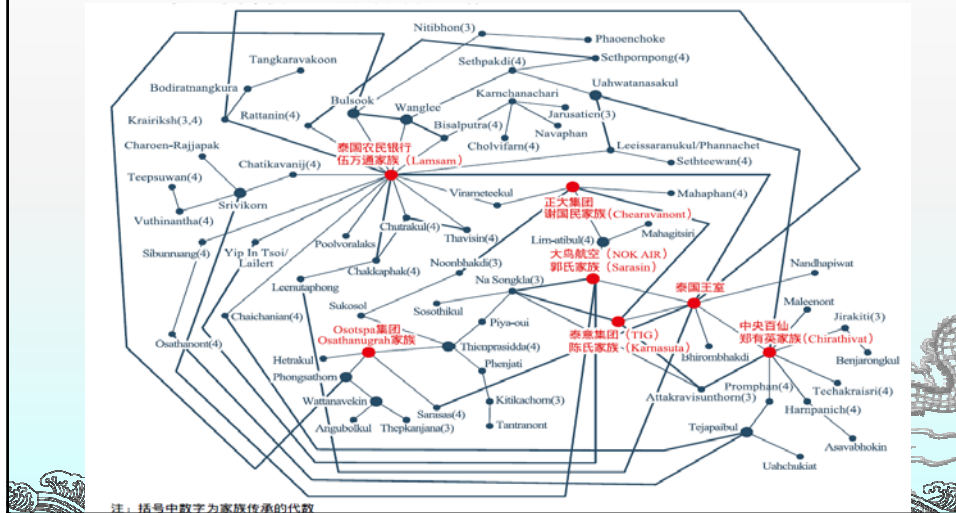 Nitibhon(3)
Phaoenchoke
Tangkaravakoon
Sethpakdi(4)
Sethpornpong(4)
Uahwatanasakul
Bodiratnangkura
Bulsook
Wanglee
Karnchanachari
Jarusatien(3)
Krairiksh(3,4)
Rattanin(4)
Bisalputra(4)
Navaphan
Cholvifarn(4)
Leeissaranukul/Phannachet
Charoen-Rajjapak
Chatikavanij(4)
泰国农民银行
伍万通家族（Lamsam）
Sethteewan(4)
Teepsuwan(4)
Srivikorn
Virameteekul
Mahaphan(4)
正大集团
谢国民家族(Chearavanont)
Vuthinantha(4)
Chutrakul(4)
Mahagitsiri
Sibunruang(4)
Yip In Tsoi/
Lailert
Poolvoralaks
Thavisin(4)
Lim-atibul(4)
大鸟航空（NOK AIR）
郭氏家族（Sarasin）
Chakkaphak(4)
Noonbhakdi(3)
Na Songkla(3)
泰国王室
Nandhapiwat
Leenutaphong
Sukosol
Sosothikul
Maleenont
Chaichanian(4)
Piya-oui
泰意集团（TIG）
陈氏家族（Karnasuta）
中央百仙
郑有英家族(Chirathivat)
Jirakiti(3)
Osathanont(4)
Osotspa集团
Osathanugrah家族
Thienprasidda(4)
Bhirombhakdi
Benjarongkul
Hetrakul
Phenjati
Phongsathorn
Promphan(4)
Techakraisri(4)
Attakravisunthorn(3)
Wattanavekin
Kitikachorn(3)
Harnpanich(4)
Sarasas(4)
Angubolkul
Thepkanjana(3)
Tantranont
Tejapaibul
Asavabhokin
Uahchukiat
注：括号中数字为家族传承的代数